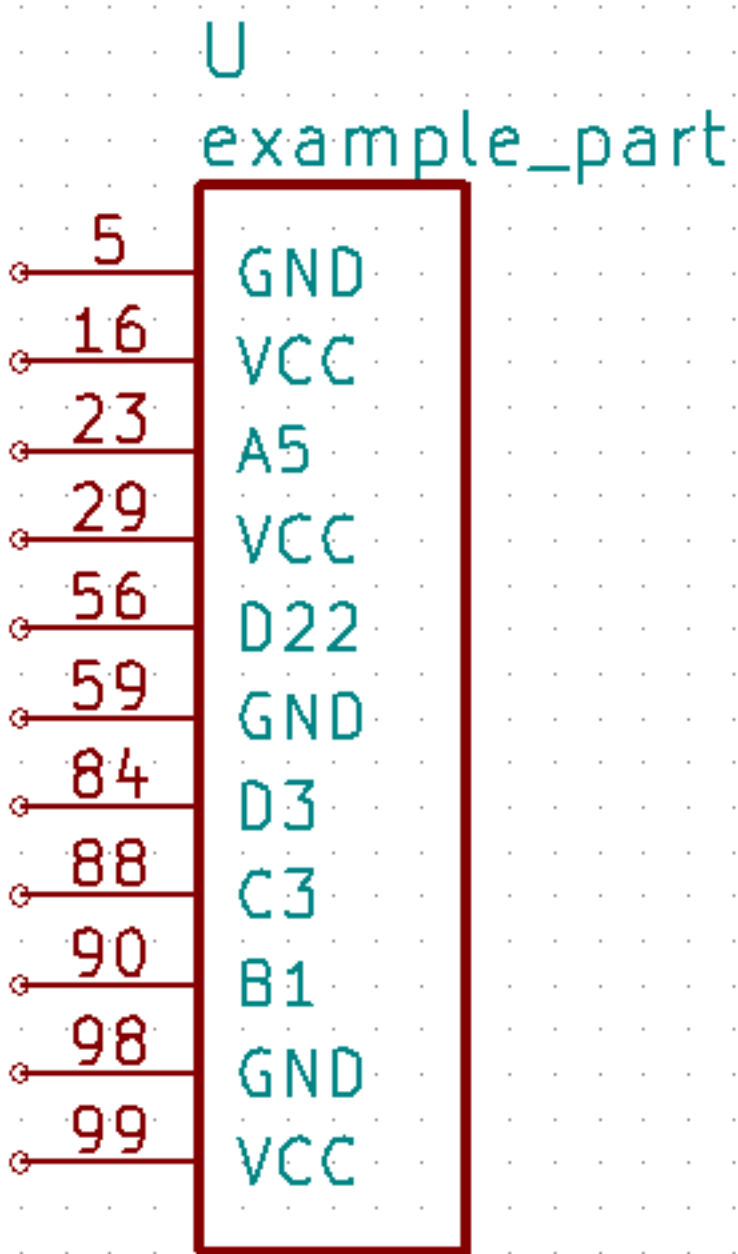 U
example_part
5 GND
16 VCC
23 A5
29 VCC
56 D22
59 GND
84 D3
88 C3
90 B1
98 GND
99 VCC